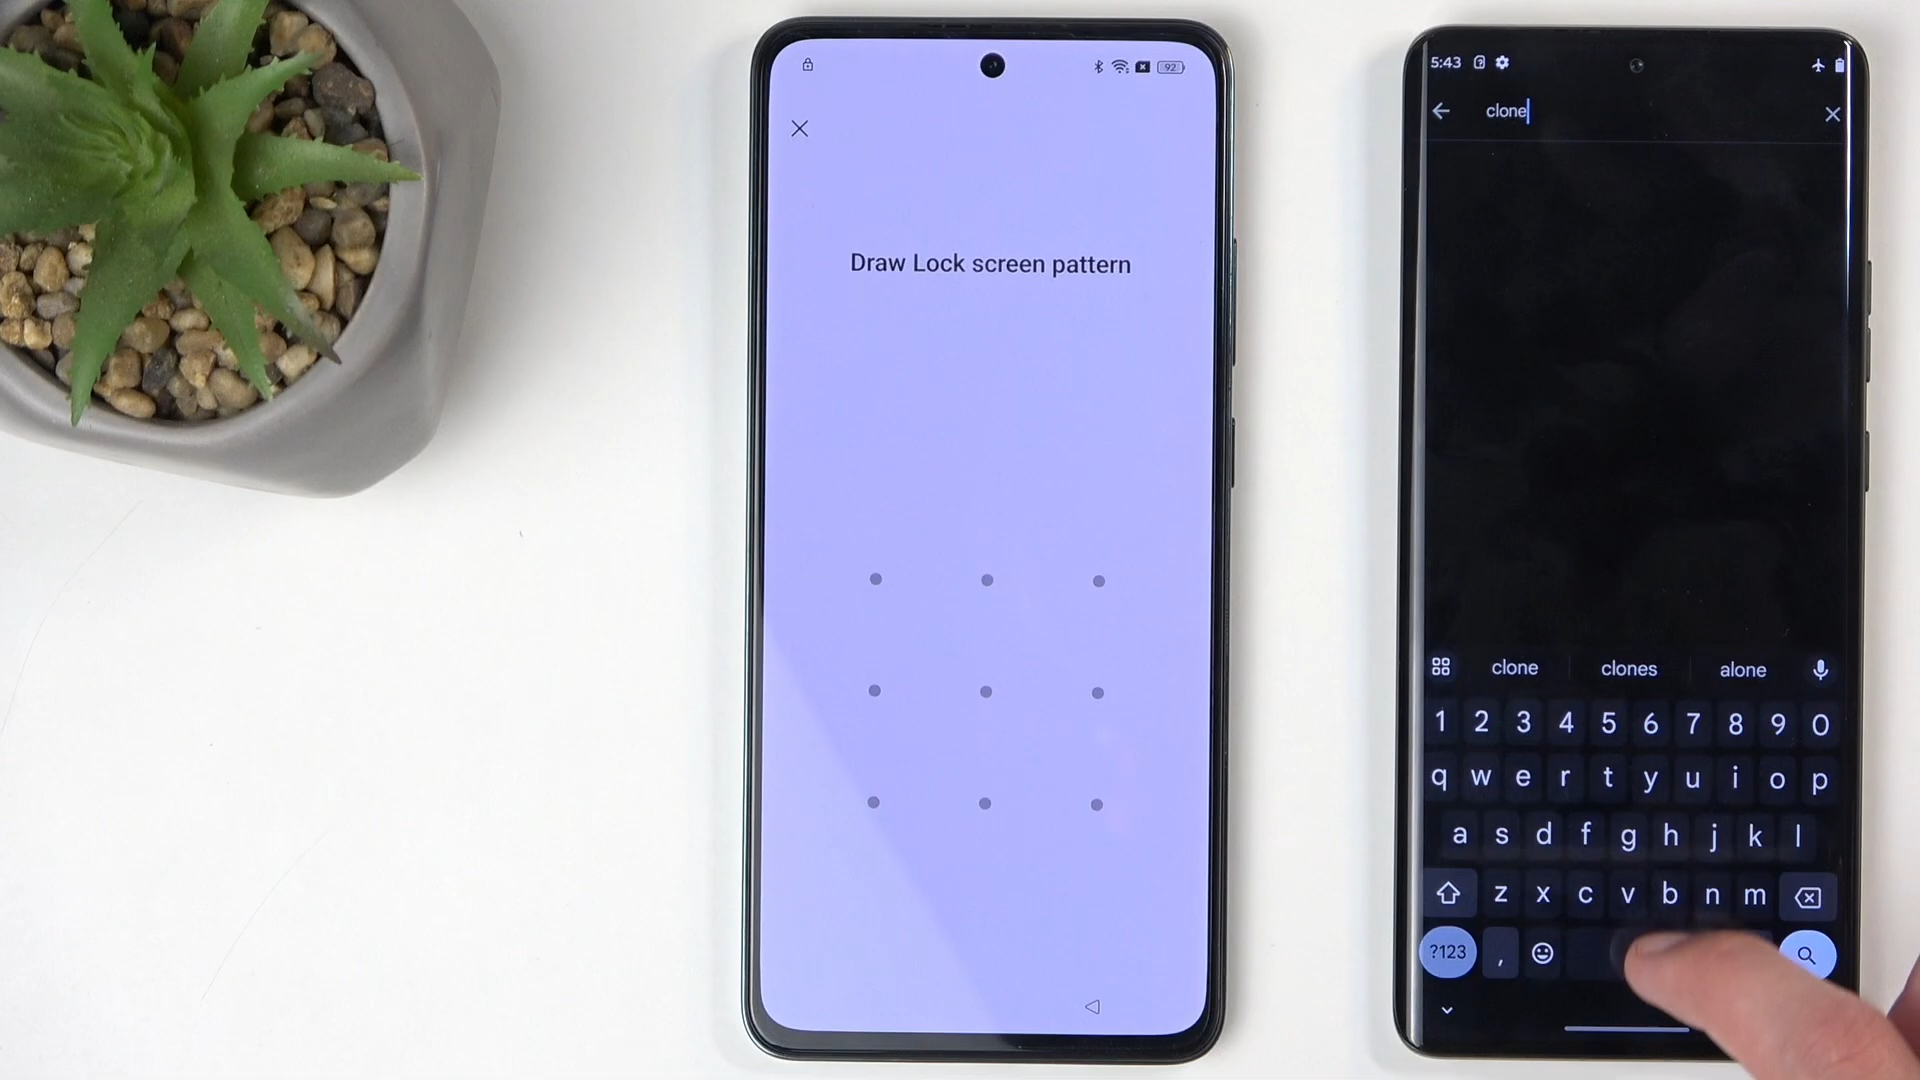 92
Draw Lock screen pattern
5:43
clone
clone clones alone
1 2 3 4 5 6 7 8 9 0
q w e r t y u i o p
a s d f g h j k l
z x c v b n m
?123 ,